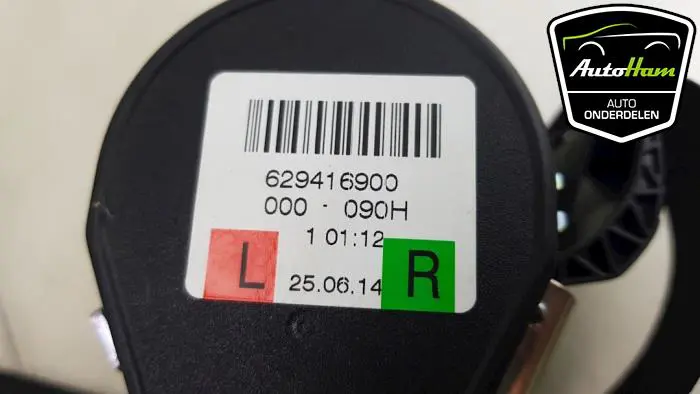 629416900
000 - 090H
1 01:12
L
25.06.14
R
AutoHam
AUTO
ONDERDELEN